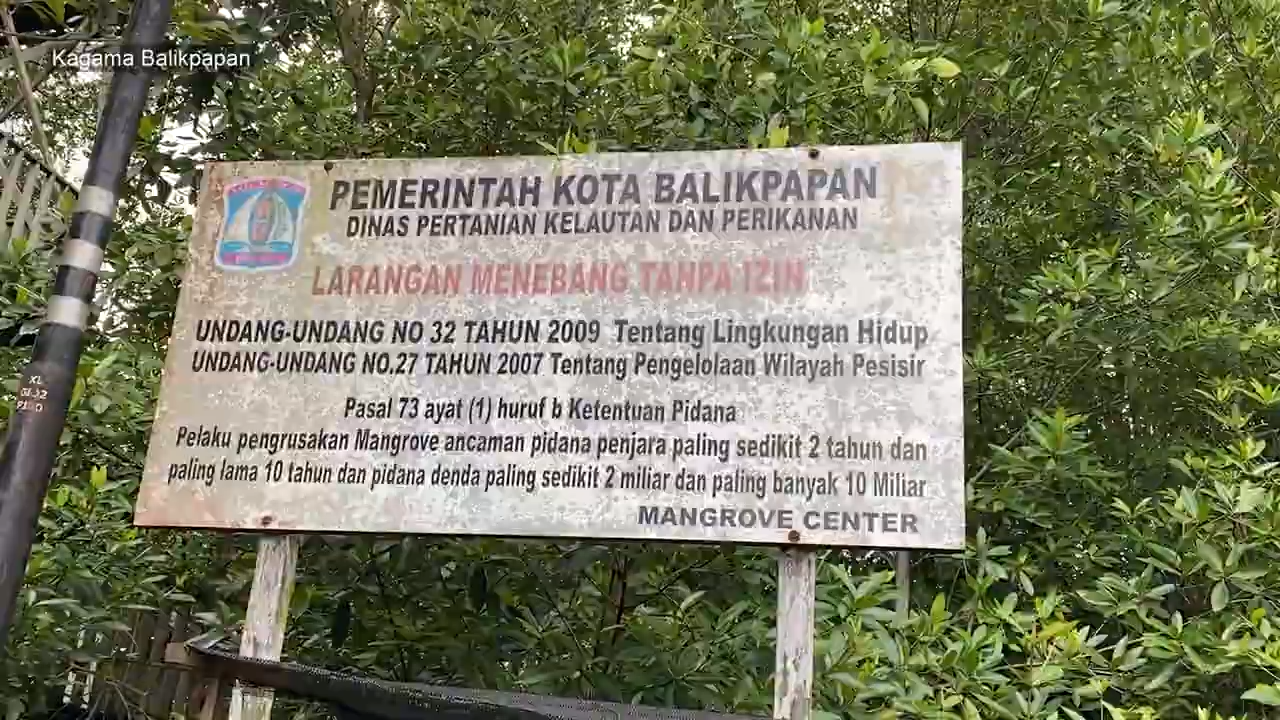 Kagama Balikpapan
PEMERINTAH KOTA BALIKPAPAN
DINAS PERTANIAN KELAUTAN DAN PERIKANAN
LARANGAN MENEBANG TANPA IZIN
UNDANG-UNDANG NO 32 TAHUN 2009 Tentang Lingkungan Hidup
UNDANG-UNDANG NO.27 TAHUN 2007 Tentang Pengelolaan Wilayah Pesisir
Pasal 73 ayat (1) huruf b Ketentuan Pidana
Pelaku pengrusakan Mangrove ancaman pidana penjara paling sedikit 2 tahun dan
paling lama 10 tahun dan pidana denda paling sedikit 2 miliar dan paling banyak 10 Miliar
MANGROVE CENTER
XL